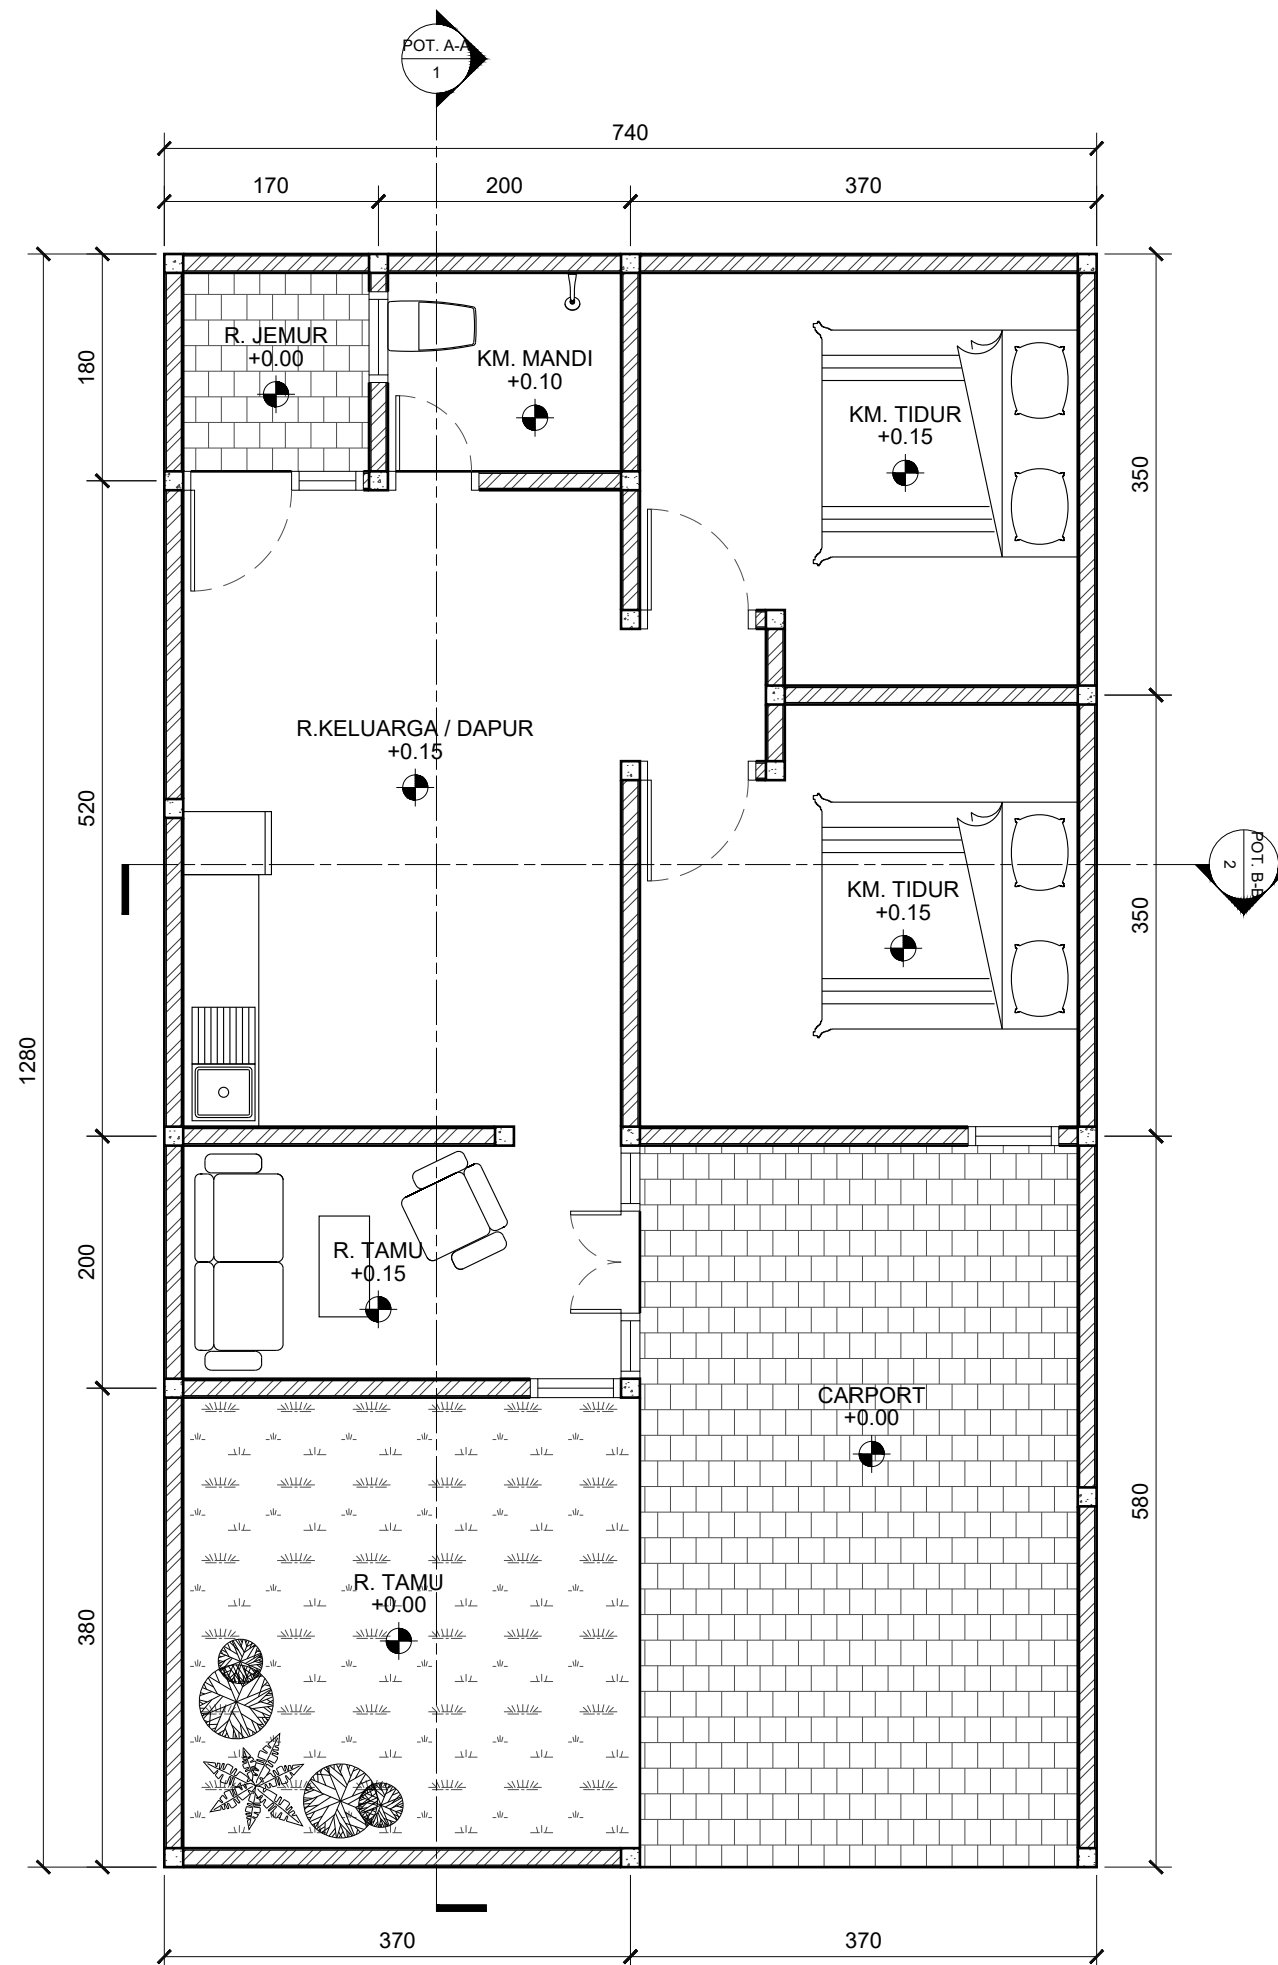 POT. A-A
1
740
170
200
370
R. JEMUR
+0.00
KM. MANDI
+0.10
180
KM. TIDUR
+0.15
350
R.KELUARGA / DAPUR
+0.15
520
POT. B-B
2
KM. TIDUR
+0.15
350
1280
R. TAMU
+0.15
200
CARPORT
+0.00
580
R. TAMU
+0.00
380
370
370